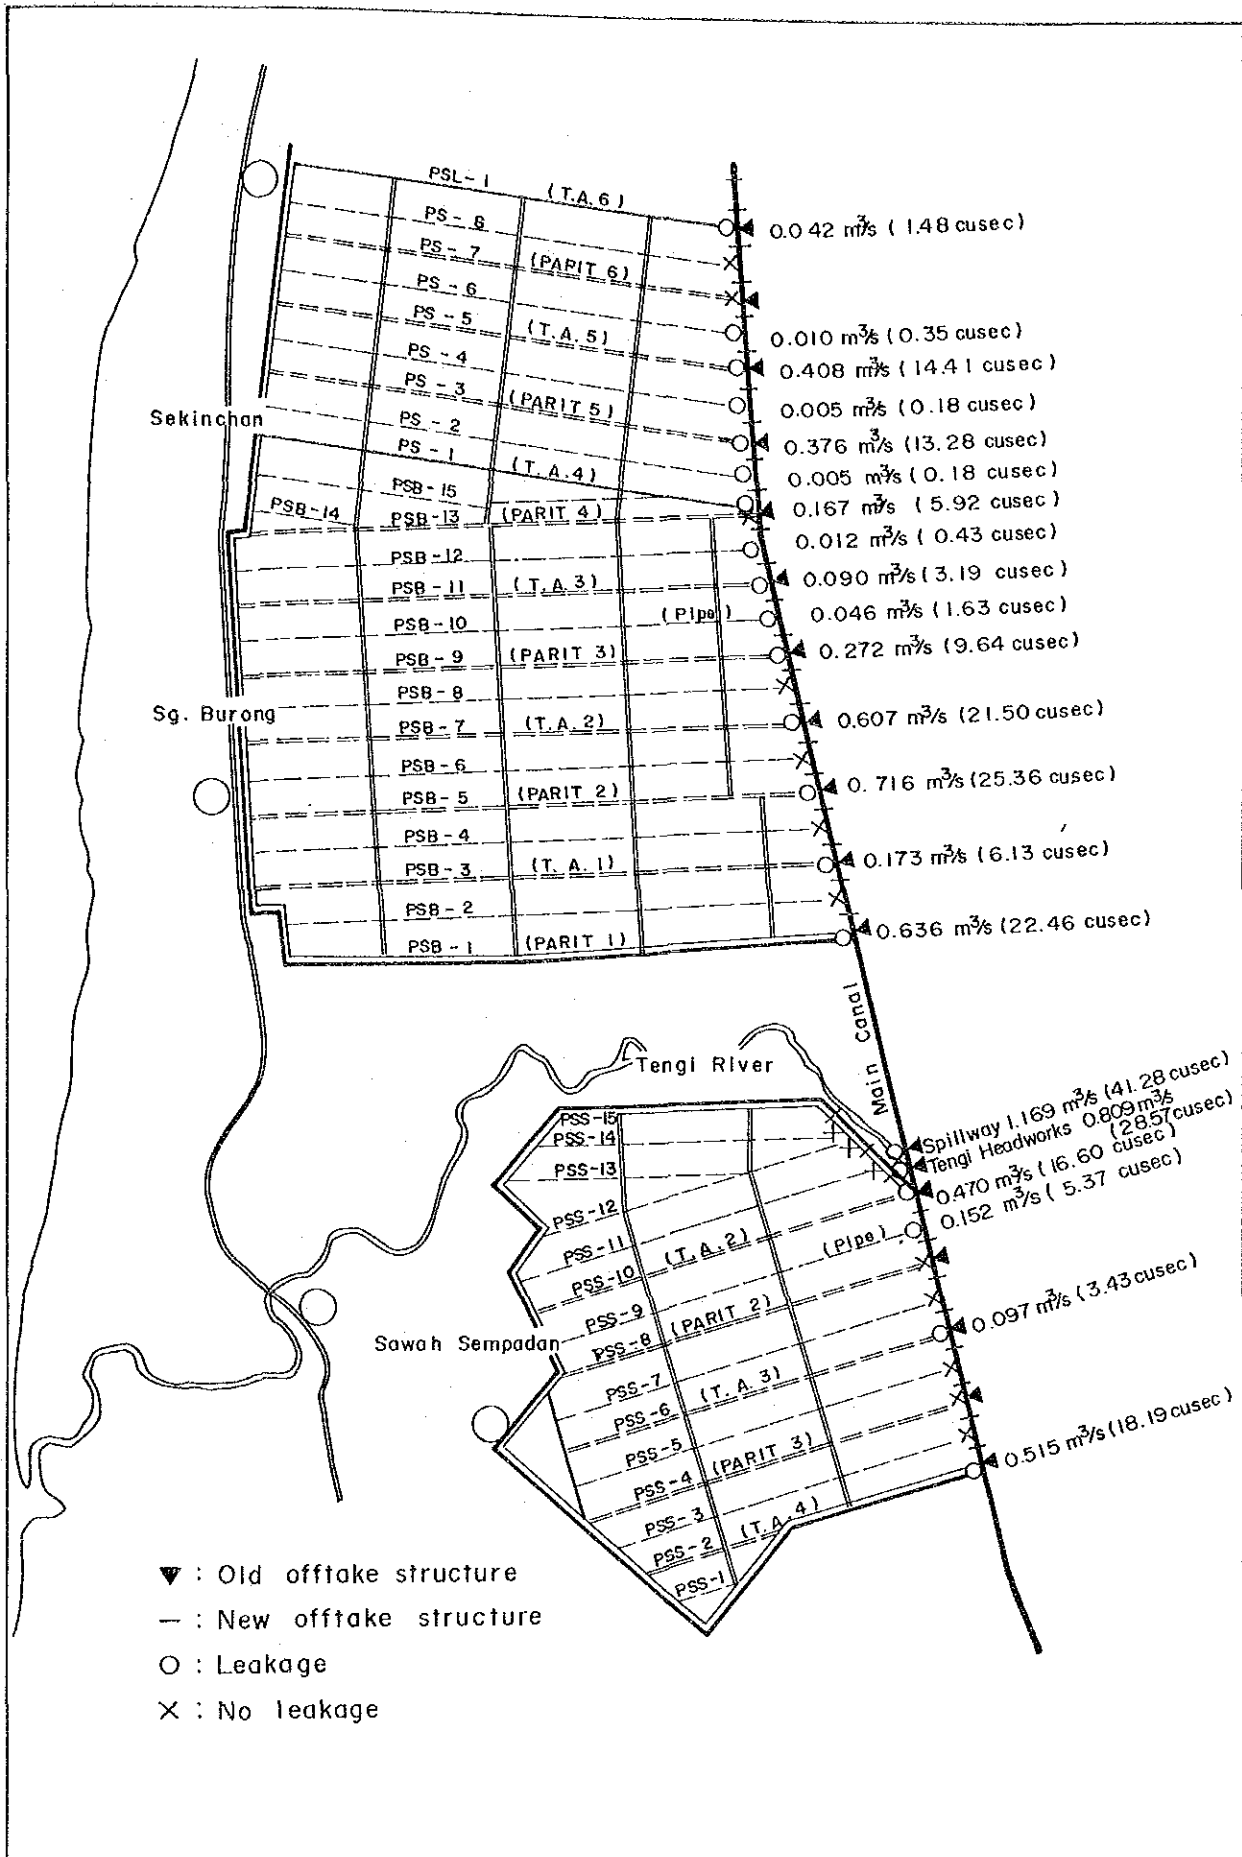 PSL-1 (T.A.6)
0.042 m³/s (1.48 cusec)
PS-8
PS-7 (PARIT 6)
PS-6
0.010 m³/s (0.35 cusec)
PS-5 (T.A.5)
0.408 m³/s (14.41 cusec)
PS-4
0.005 m³/s (0.18 cusec)
PS-3 (PARIT 5)
0.376 m³/s (13.28 cusec)
Sekinchan
PS-2
0.005 m³/s (0.18 cusec)
PS-1 (T.A.4)
0.167 m³/s (5.92 cusec)
PSB-15
PSB-14 PSB-13 (PARIT 4)
0.012 m³/s (0.43 cusec)
PSB-12
PSB-11 (T.A.3)
0.090 m³/s (3.19 cusec)
PSB-10 (Pipe)
0.046 m³/s (1.63 cusec)
PSB-9 (PARIT 3)
0.272 m³/s (9.64 cusec)
PSB-8
Sg. Burong
PSB-7 (T.A.2)
0.607 m³/s (21.50 cusec)
PSB-6
PSB-5 (PARIT 2)
0.716 m³/s (25.36 cusec)
PSB-4
PSB-3 (T.A.1)
0.173 m³/s (6.13 cusec)
PSB-2
PSB-1 (PARIT 1)
0.636 m³/s (22.46 cusec)
Main Canal
Tengi River
Spillway 1.169 m³/s (41.28 cusec)
Tengi Headworks 0.809 m³/s
(28.57 cusec)
0.470 m³/s (16.60 cusec)
0.152 m³/s (5.37 cusec)
PSS-15
PSS-14
PSS-13
PSS-12
PSS-11 (T.A.2)
PSS-10 (Pipe)
PSS-9
PSS-8 (PARIT 2)
0.097 m³/s (3.43 cusec)
Sawah Sempadan
PSS-7
PSS-6 (T.A.3)
PSS-5
PSS-4 (PARIT 3)
0.515 m³/s (18.19 cusec)
PSS-3
PSS-2 (T.A.4)
PSS-1
▼ : Old offtake structure
— : New offtake structure
O : Leakage
X : No leakage